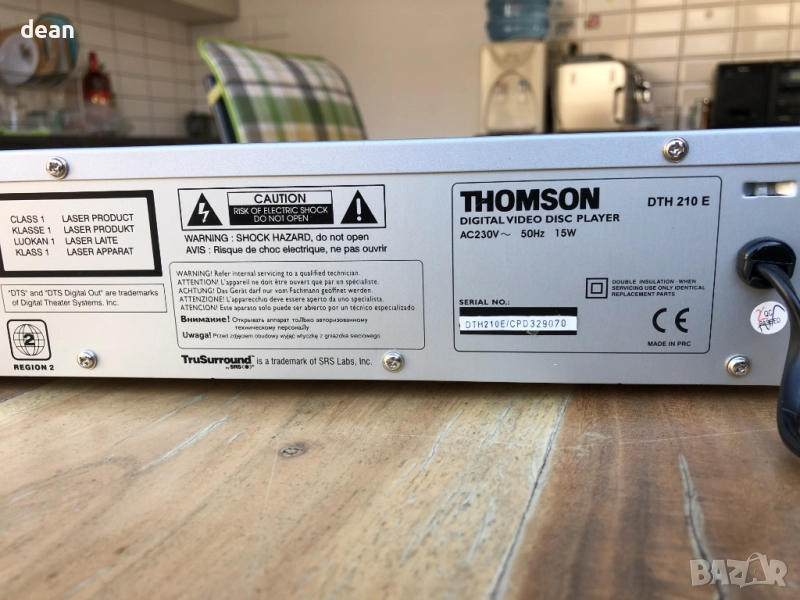 dean
CLASS 1 LASER PRODUCT
KLASSE 1 LASER PRODUKT
LUOKAN 1 LASER LAITE
KLASS 1 LASER APPARAT
"DTS" and "DTS Digital Out" are trademarks
of Digital Theater Systems, Inc.
2
REGION 2
CAUTION
RISK OF ELECTRIC SHOCK
DO NOT OPEN
WARNING : SHOCK HAZARD, do not open
AVIS : Risque de choc electrique, ne pas ouvrir
WARNING! Refer internal servicing to a qualified technician.
ATTENTION! L'appareil ne doit être ouvert que par un spécialiste.
ACHTUNG! Das Gerät darf nur vom Fachmann geöffnet werden.
ATTENZIONE! L'apparecchio deve essere aperto da uno specialista.
ATENCION! Este aparato solo puede ser abierto por un técnico especializado
Внимание! Открывать аппарат только авторизованному
техническому персоналу
Uwaga! Przed zdjęciem obudowy wyjąć wtyczkę z gniazdka sieciowego.
TruSurround by SRS is a trademark of SRS Labs, Inc.
THOMSON DTH 210 E
DIGITAL VIDEO DISC PLAYER
AC230V~ 50Hz 15W
DOUBLE INSULATION -WHEN
SERVICING USE ONLY IDENTICAL
REPLACEMENT PARTS
SERIAL NO.:
DTH210E/CPD329070
CE
MADE IN PRC
BAZAR